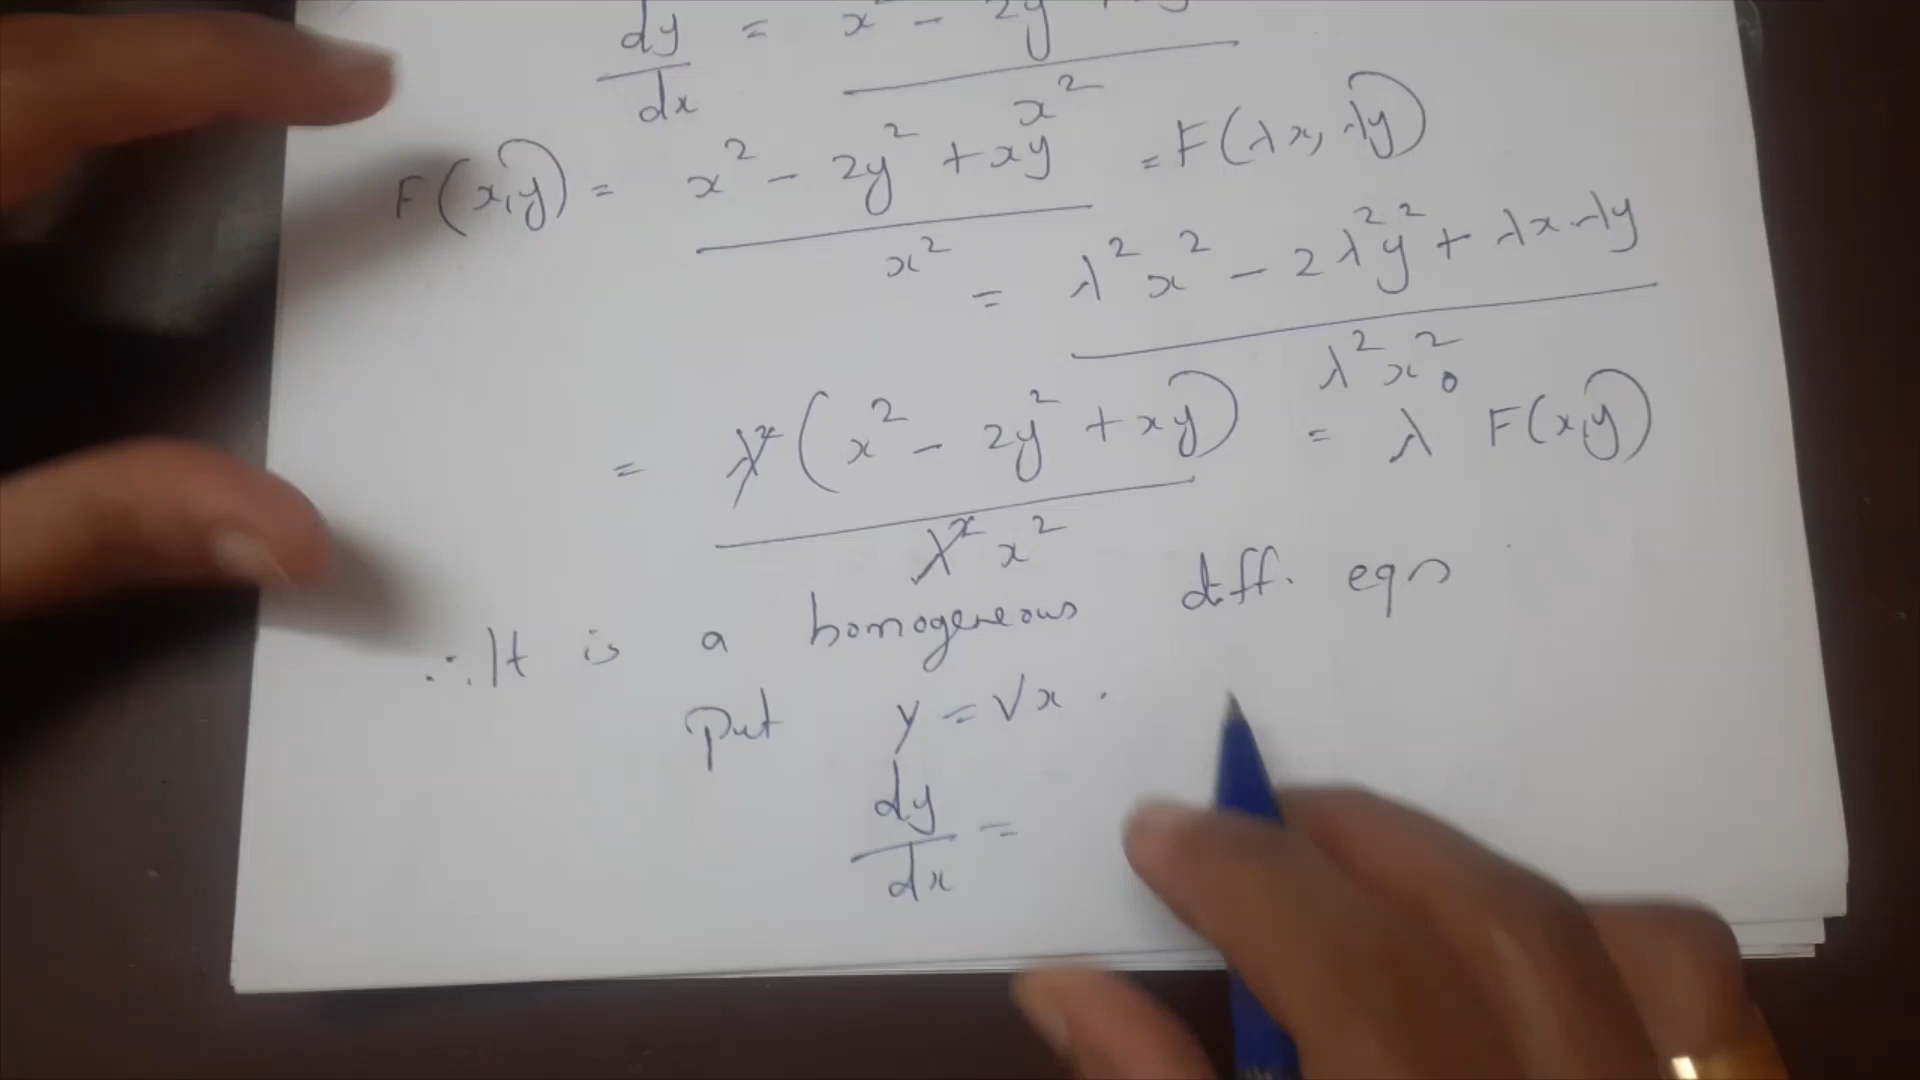 dy/dx = x² - 2y² + xy / x²
F(x,y) = x² - 2y² + xy / x² = F(λx, λy)
= λ²x² - 2λ²y² + λx·λy / λ²x²
= λ²(x² - 2y² + xy) / λ²x² = λ⁰ F(x,y)
∴ It is a homogeneous diff. eqn
put y = vx.
dy/dx =